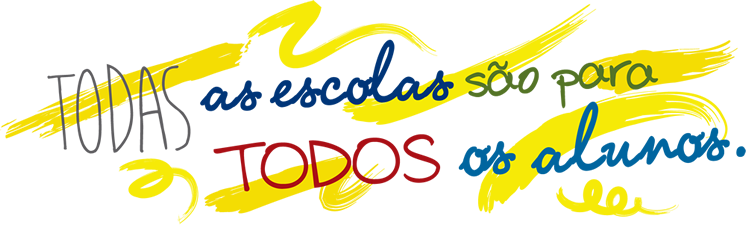 TODAS as escolas são para
TODOS os alunos.